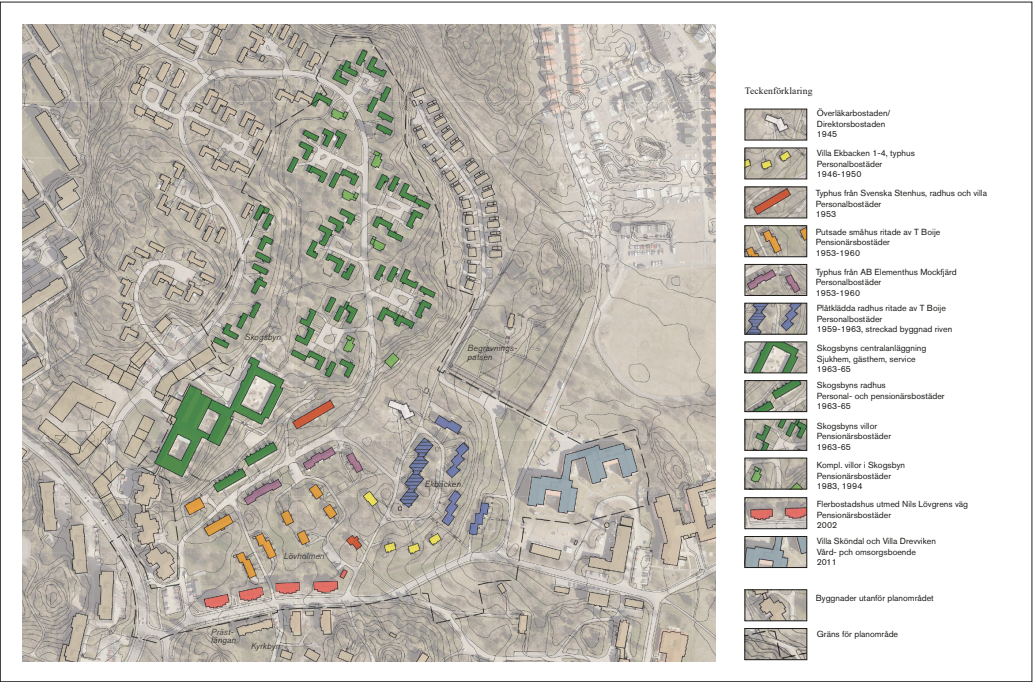 Teckenförklaring
Överläkarbostaden/
Direktorsbostaden
1945
Villa Ekbacken 1-4, typhus
Personalbostäder
1946-1950
Typhus från Svenska Stenhus, radhus och villa
Personalbostäder
1953
Putsade småhus ritade av T Boije
Pensionärsbostäder
1953-1960
Typhus från AB Elementhus Mockfjärd
Personalbostäder
1953-1960
Plåtklädda radhus ritade av T Boije
Personalbostäder
1959-1963, streckad byggnad riven
Skogsbyns centralanläggning
Sjukhem, gästhem, service
1963-65
Skogsbyns radhus
Personal- och pensionärsbostäder
1963-65
Skogsbyns villor
Pensionärsbostäder
1963-65
Kompl. villor i Skogsbyn
Pensionärsbostäder
1983, 1994
Flerbostadshus utmed Nils Lövgrens väg
Pensionärsbostäder
2002
Villa Sköndal och Villa Drevviken
Vård- pch omsorgsboende
2011
Byggnader utanför planområdet
Gräns för planområde
Skogsbyn
Begravnings-
platsen
Ekbacken
Lövholmen
Präst-
fängan
Kyrkbyn